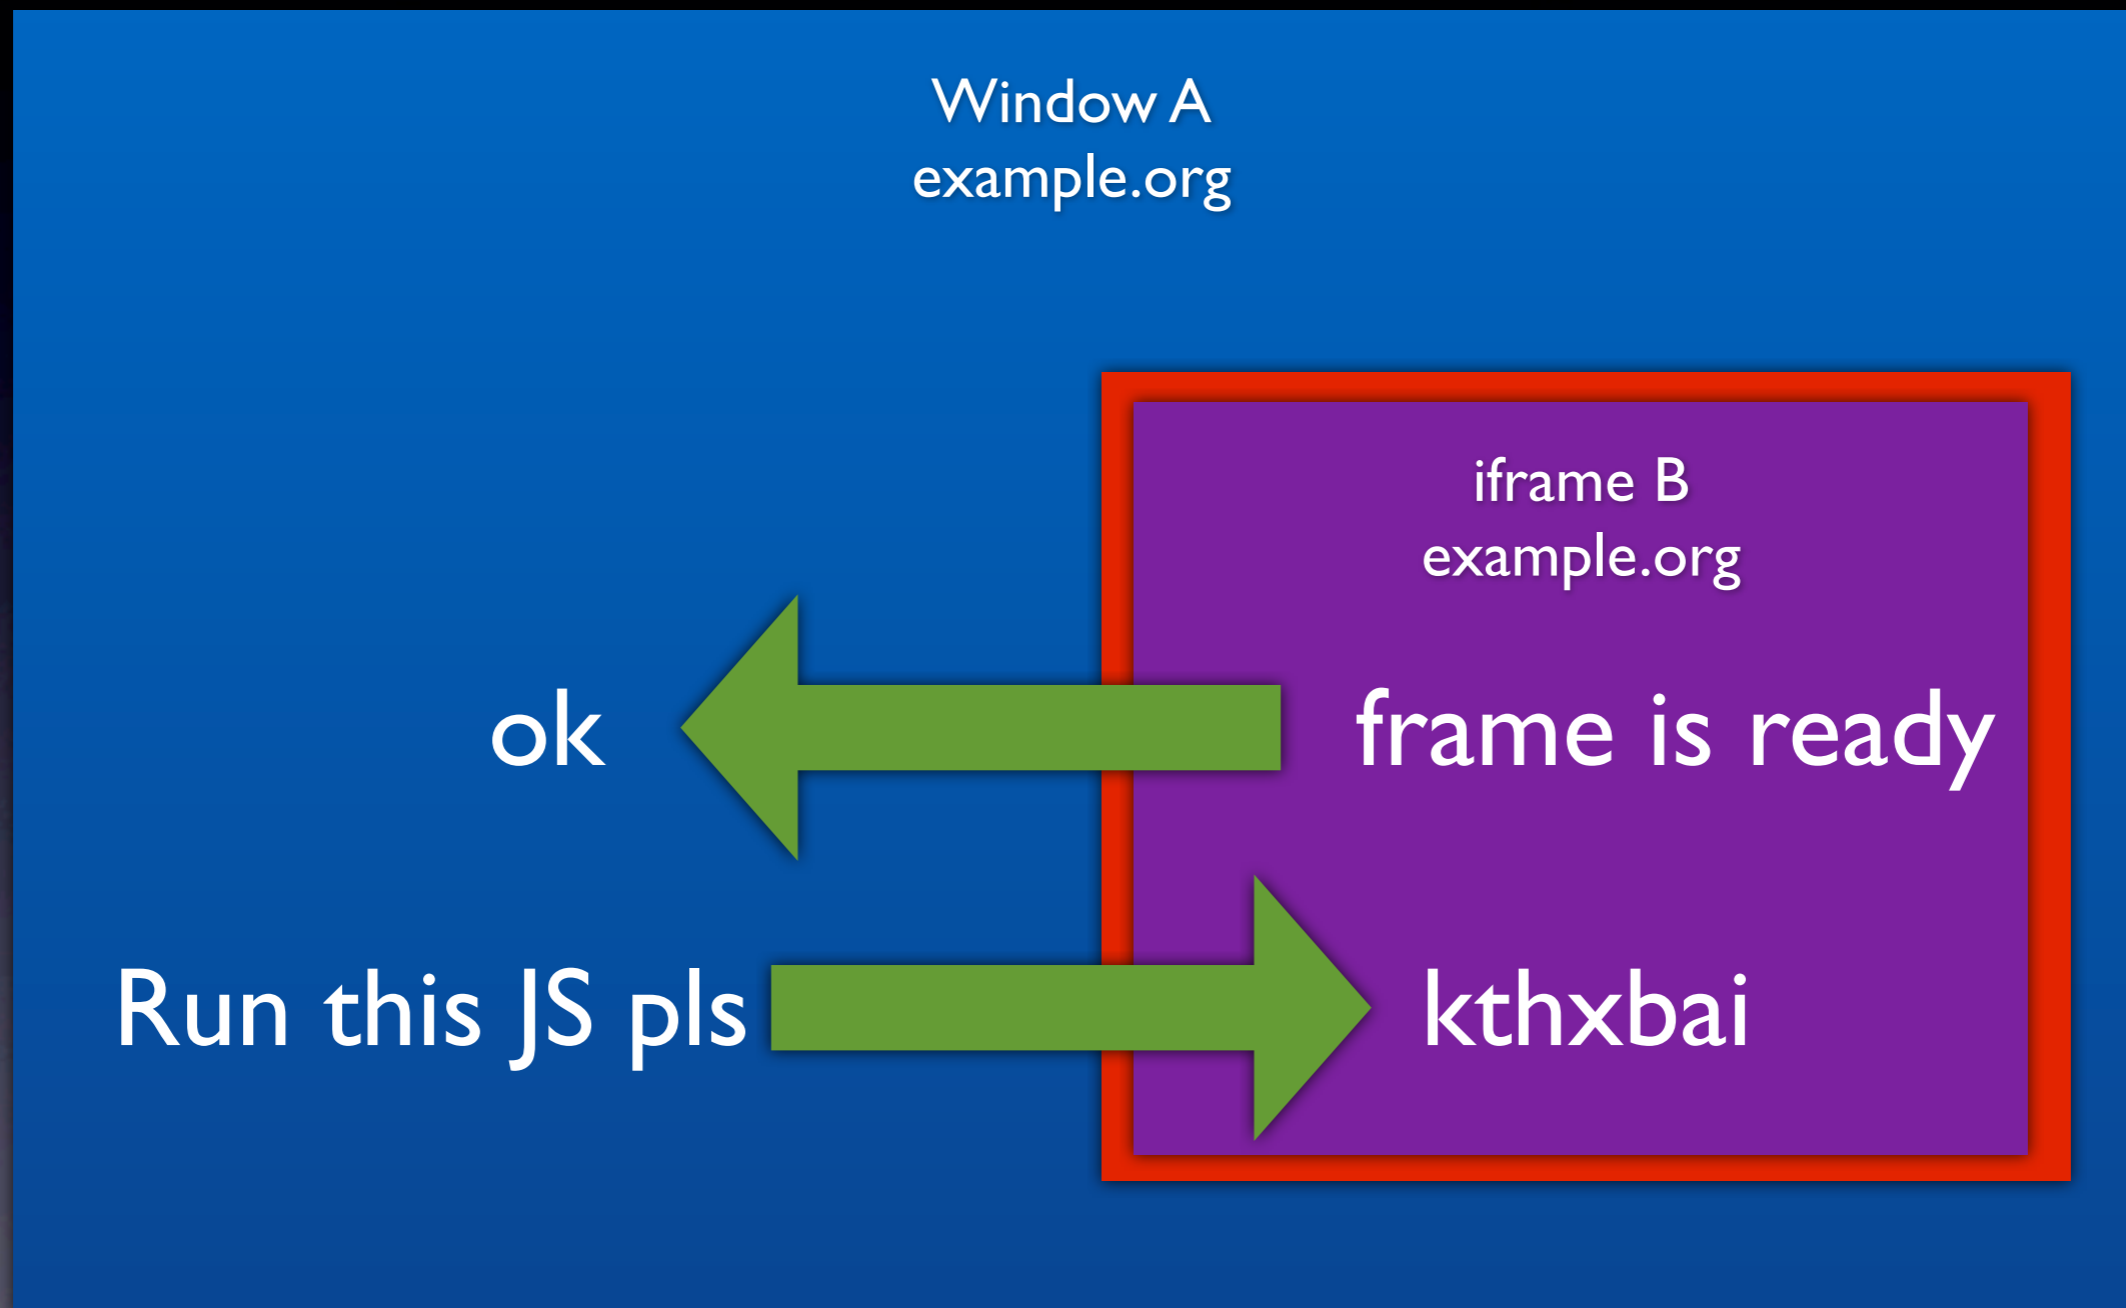 Window A
example.org
iframe B
example.org
ok
frame is ready
Run this JS pls
kthxbai